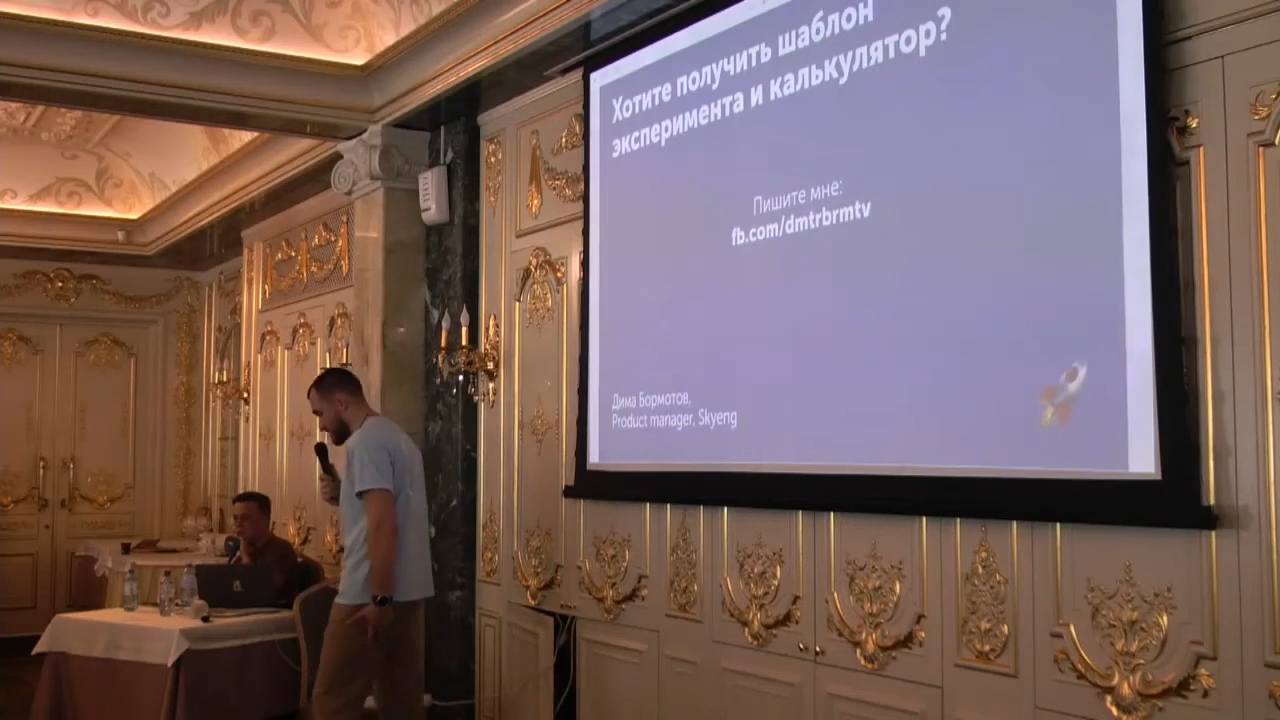 Хотите получить шаблон
эксперимента и калькулятор?
Пишите мне:
fb.com/dmtrbrmtv
Дима Бормотов,
Product manager, Skyeng